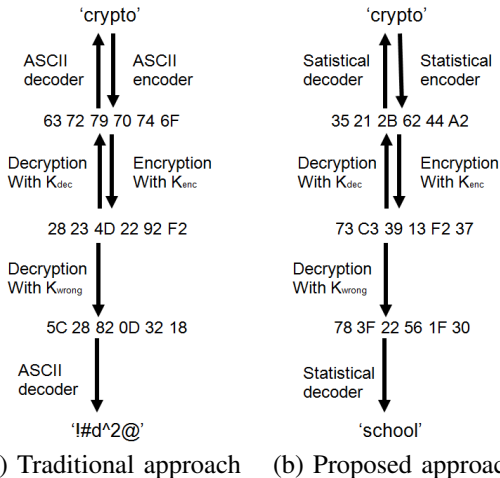 'crypto'
ASCII decoder
ASCII encoder
63 72 79 70 74 6F
Decryption With Kdec
Encryption With Kenc
28 23 4D 22 92 F2
Decryption With Kwrong
5C 28 82 0D 32 18
ASCII decoder
'!#d^2@'
) Traditional approach
'crypto'
Satistical decoder
Statistical encoder
35 21 2B 62 44 A2
Decryption With Kdec
Encryption With Kenc
73 C3 39 13 F2 37
Decryption With Kwrong
78 3F 22 56 1F 30
Statistical decoder
'school'
(b) Proposed approac